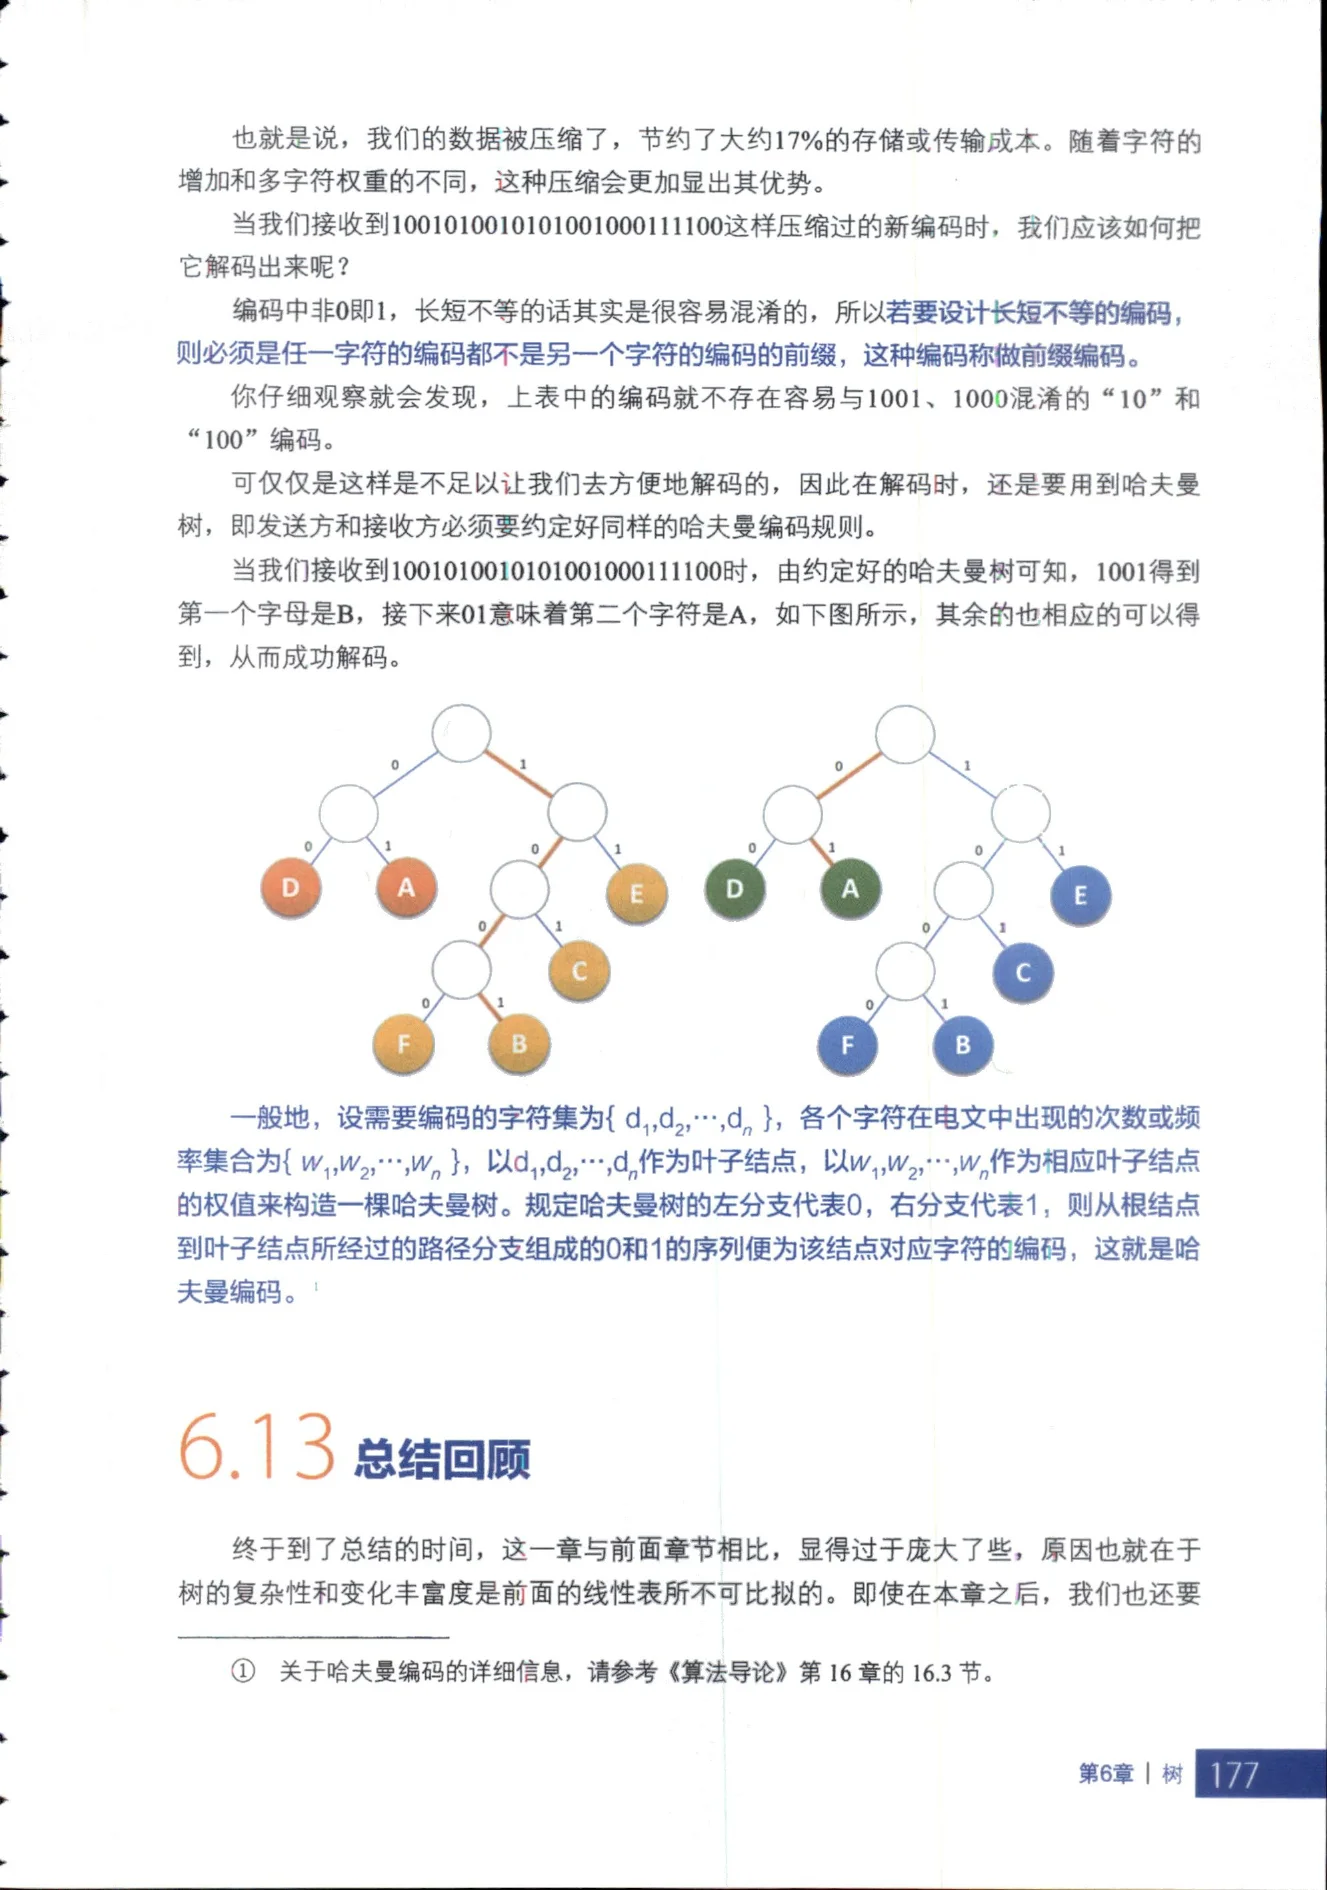 也就是说，我们的数据被压缩了，节约了大约17%的存储或传输成本。随着字符的
增加和多字符权重的不同，这种压缩会更加显出其优势。
当我们接收到1001010010101001000111100这样压缩过的新编码时，我们应该如何把
它解码出来呢？
编码中非0即1，长短不等的话其实是很容易混淆的，所以若要设计长短不等的编码，
则必须是任一字符的编码都不是另一个字符的编码的前缀，这种编码称做前缀编码。
你仔细观察就会发现，上表中的编码就不存在容易与1001、1000混淆的“10”和
“100”编码。
可仅仅是这样是不足以让我们去方便地解码的，因此在解码时，还是要用到哈夫曼
树，即发送方和接收方必须要约定好同样的哈夫曼编码规则。
当我们接收到1001010010101001000111100时，由约定好的哈夫曼树可知，1001得到
第一个字母是B，接下来01意味着第二个字符是A，如下图所示，其余的也相应的可以得
到，从而成功解码。
0 1 0 1
0 1 0 1 0 1 0 1
D A E D A E
0 1 0 1
C C
0 1 0 1
F B F B
一般地，设需要编码的字符集为{ d₁,d₂,…,dₙ }，各个字符在电文中出现的次数或频
率集合为{ w₁,w₂,…,wₙ }，以d₁,d₂,…,dₙ作为叶子结点，以w₁,w₂,…,wₙ作为相应叶子结点
的权值来构造一棵哈夫曼树。规定哈夫曼树的左分支代表0，右分支代表1，则从根结点
到叶子结点所经过的路径分支组成的0和1的序列便为该结点对应字符的编码，这就是哈
夫曼编码。¹
6.13 总结回顾
终于到了总结的时间，这一章与前面章节相比，显得过于庞大了些，原因也就在于
树的复杂性和变化丰富度是前面的线性表所不可比拟的。即使在本章之后，我们也还要
① 关于哈夫曼编码的详细信息，请参考《算法导论》第 16 章的 16.3 节。
第6章 | 树 177